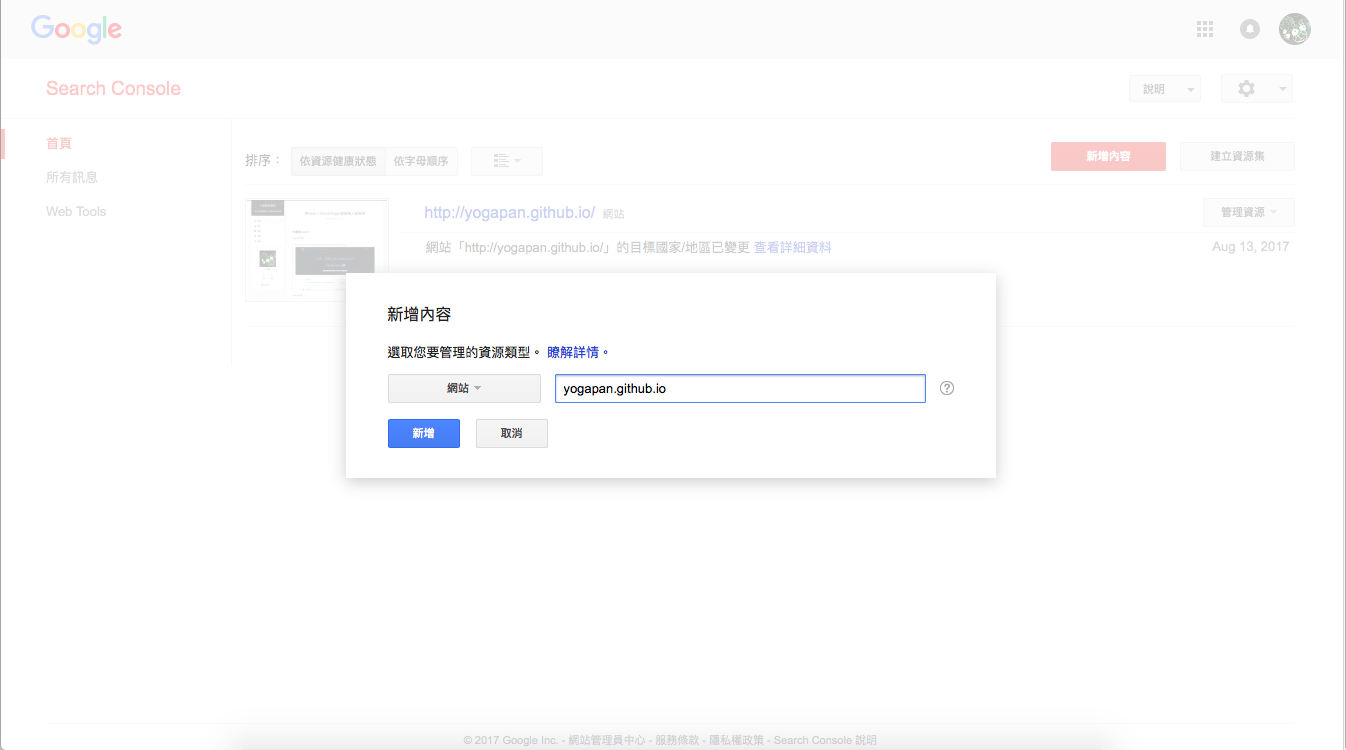 Google
Search Console
說明
首頁
所有訊息
Web Tools
排序： 依資源健康狀態 依字母順序
新增內容 建立資源集
http://yogapan.github.io/ 網站
管理資源
網站「http://yogapan.github.io/」的目標國家/地區已變更 查看詳細資料
Aug 13, 2017
新增內容
選取您要管理的資源類型。 瞭解詳情。
網站 yogapan.github.io ?
新增 取消
© 2017 Google Inc. - 網站管理員中心 - 服務條款 - 隱私權政策 - Search Console 說明